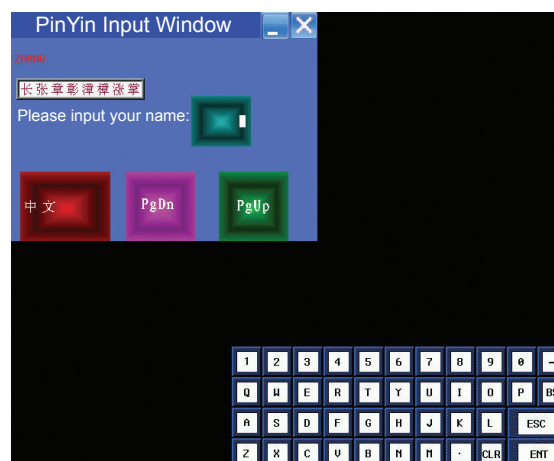 PinYin Input Window
ZHANG
长张章彰漳樟涨掌
Please input your name:
中文 PgDn PgUp
1 2 3 4 5 6 7 8 9 0 -
Q W E R T Y U I O P BS
A S D F G H J K L ESC
Z X C V B N M . CLR ENT